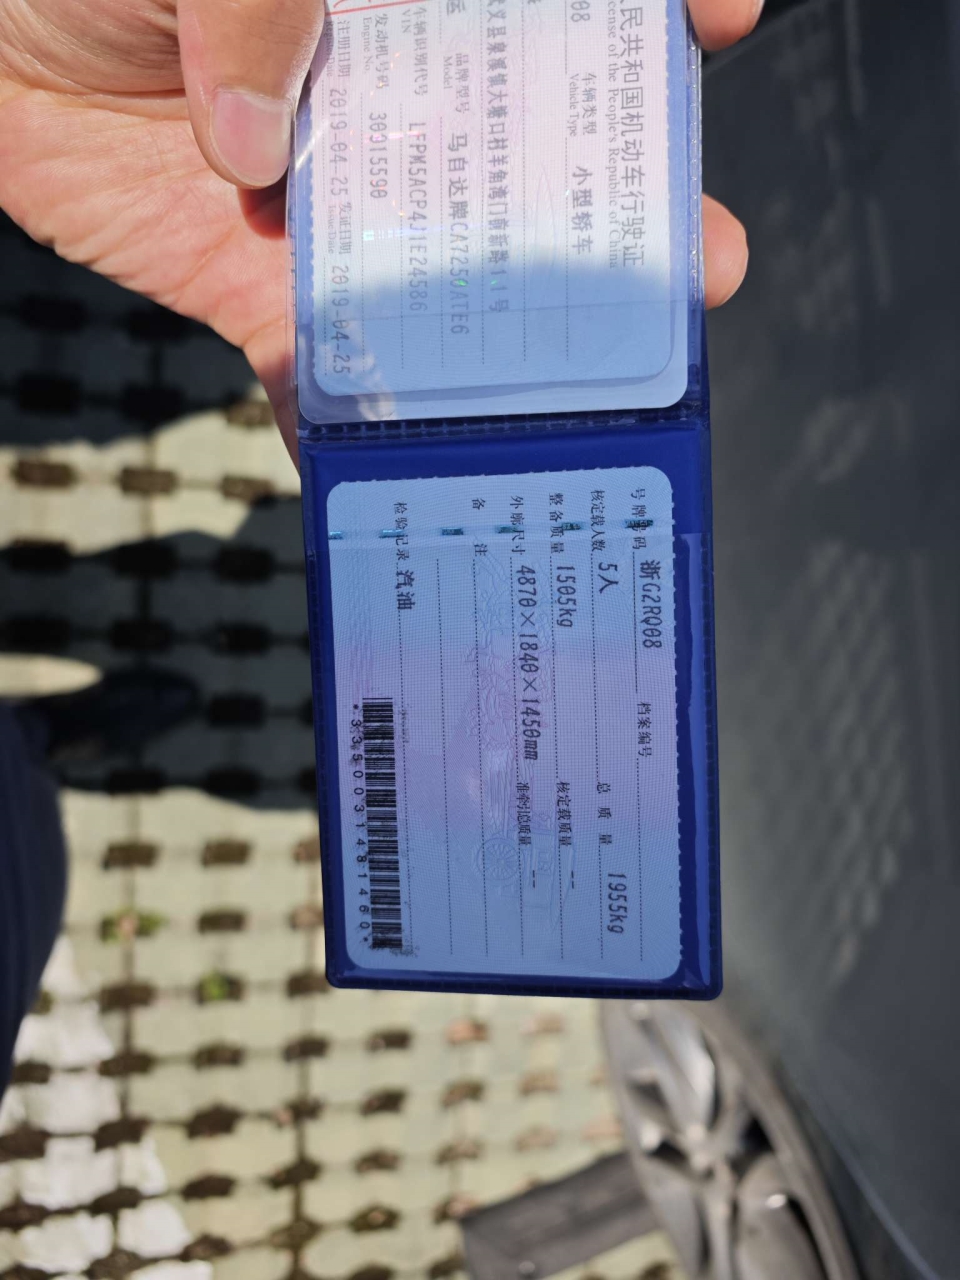 民共和国机动车行驶证
cense of the People's Republic of China
08 车辆类型 小型轿车
Vehicle Type
义县泉溪镇大塘口村羊角湾门前新路11号
运 品牌型号 马自达牌CA7250ATE6
Model
车辆识别代号 LFPM5ACP4J1E24586
VIN
发动机号码 30015590
Engine No.
注册日期 2019-04-25 发证日期 2019-04-25
Issue Date
号牌号码 浙G2RQ08 档案编号
核定载人数 5人 总质量 1955kg
整备质量 1505kg 核定载质量 --
外廓尺寸 4870×1840×1450mm 准牵引总质量 --
备注
检验记录 汽油
*3350031481460*